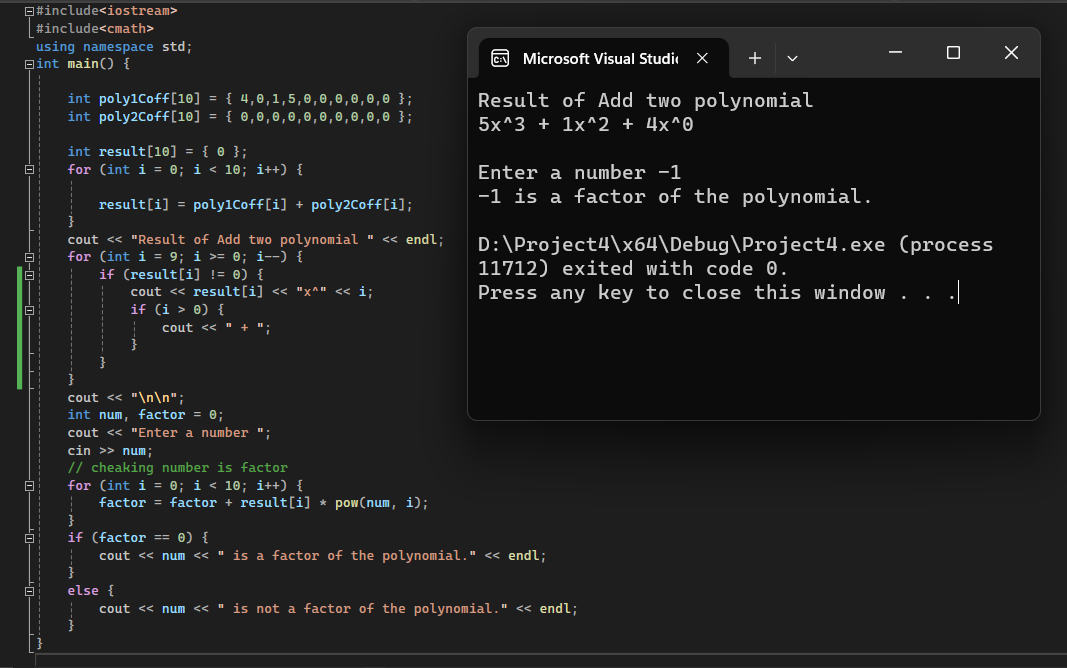 #include<iostream>
#include<cmath>
using namespace std;
int main() {
int poly1Coff[10] = { 4,0,1,5,0,0,0,0,0,0 };
int poly2Coff[10] = { 0,0,0,0,0,0,0,0,0,0 };
int result[10] = { 0 };
for (int i = 0; i < 10; i++) {
result[i] = poly1Coff[i] + poly2Coff[i];
}
cout << "Result of Add two polynomial " << endl;
for (int i = 9; i >= 0; i--) {
if (result[i] != 0) {
cout << result[i] << "x^" << i;
if (i > 0) {
cout << " + ";
}
}
}
cout << "\n\n";
int num, factor = 0;
cout << "Enter a number ";
cin >> num;
// cheaking number is factor
for (int i = 0; i < 10; i++) {
factor = factor + result[i] * pow(num, i);
}
if (factor == 0) {
cout << num << " is a factor of the polynomial." << endl;
}
else {
cout << num << " is not a factor of the polynomial." << endl;
}
}
Microsoft Visual Studi
Result of Add two polynomial
5x^3 + 1x^2 + 4x^0
Enter a number -1
-1 is a factor of the polynomial.
D:\Project4\x64\Debug\Project4.exe (process
11712) exited with code 0.
Press any key to close this window . . .